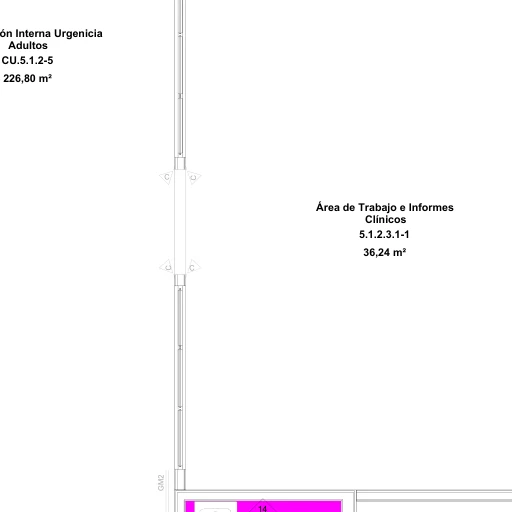 ón Interna Urgenicia
Adultos
CU.5.1.2-5
226,80 m²
Área de Trabajo e Informes
Clínicos
5.1.2.3.1-1
36,24 m²
C
14